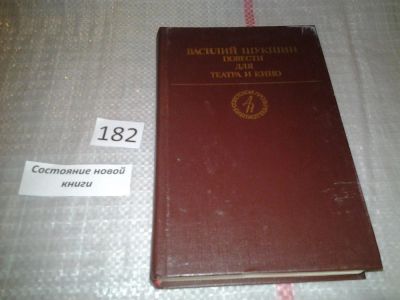 ВАСИЛИЙ ШУКШИН
ПОВЕСТИ
ДЛЯ
ТЕАТРА И КИНО
182
Состояние новой
книги